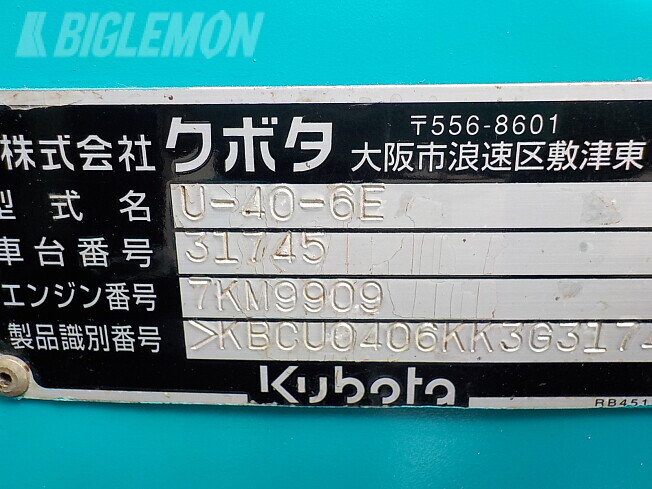 BIGLEMON
株式会社クボタ 〒556-8601
大阪市浪速区敷津東
型式名 U-40-6E
車台番号 31745
エンジン番号 7KM9909
製品識別番号 >KBCU0406KK3G3174
Kubota
RB451